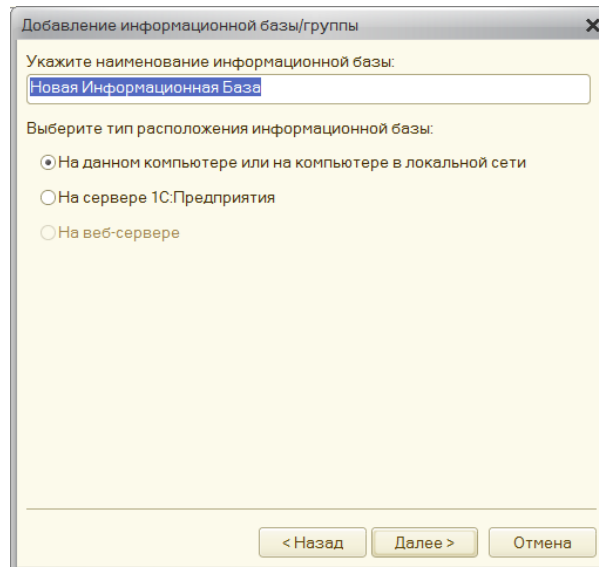 Добавление информационной базы/группы
Укажите наименование информационной базы:
Новая Информационная База
Выберите тип расположения информационной базы:
На данном компьютере или на компьютере в локальной сети
На сервере 1С:Предприятия
На веб-сервере
< Назад Далее > Отмена